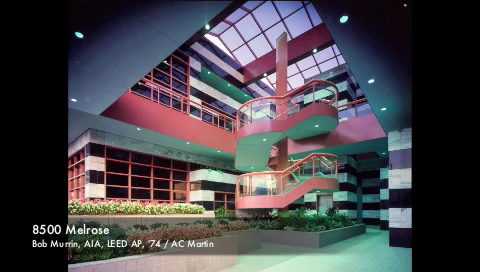 8500 Melrose
Bob Murrin, AIA, LEED AP, '74 / AC Martin